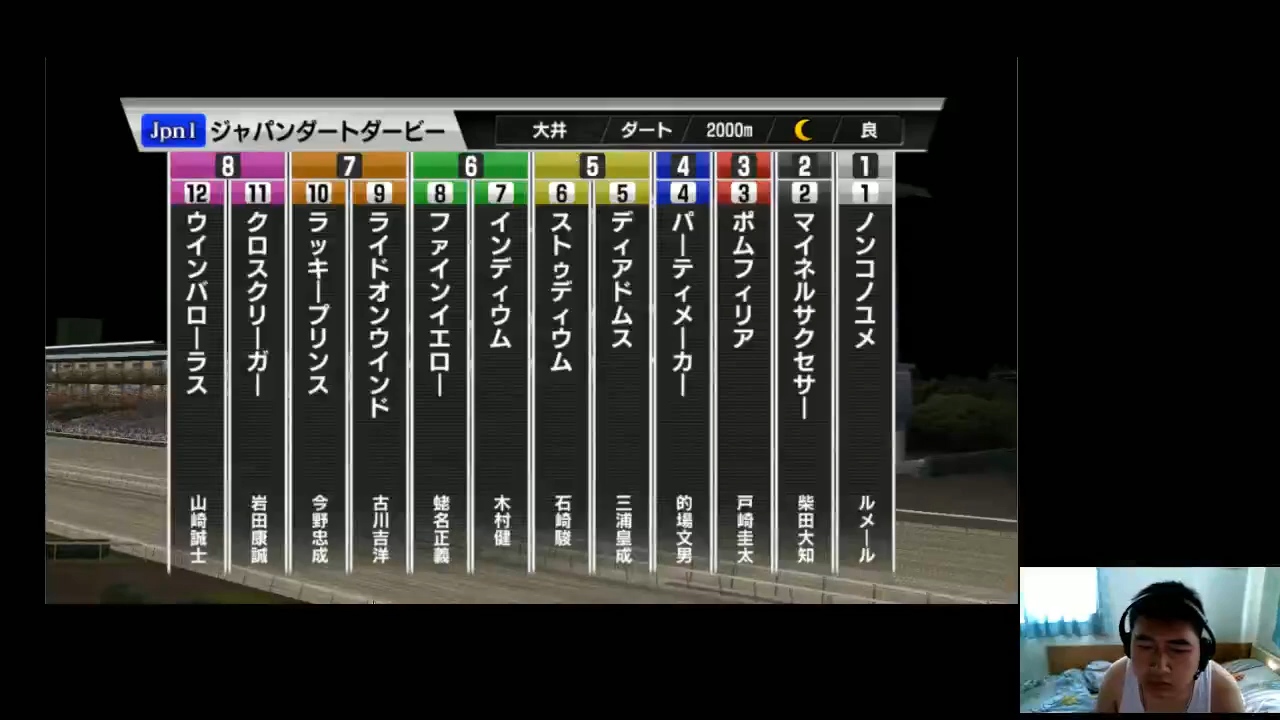 Jpn1 ジャパンダートダービー
大井 ダート 2000m 良
8 7 6 5 4 3 2 1
12 11 10 9 8 7 6 5 4 3 2 1
ノンコノユメ
ルメール
マイネルサクセサー
柴田大知
ポムフィリア
戸崎圭太
パーティメーカー
的場文男
ディアドムス
三浦皇成
ストゥディウム
石崎駿
インディウム
木村健
ファインイエロー
蛯名正義
ライドオンウインド
古川吉洋
ラッキープリンス
今野忠成
クロスクリーガー
岩田康誠
ウインバローラス
山崎誠士